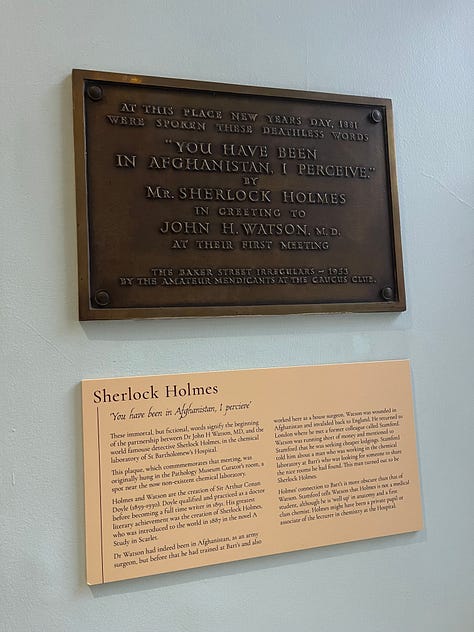 AT THIS PLACE NEW YEARS DAY, 1881
WERE SPOKEN THESE DEATHLESS WORDS
"YOU HAVE BEEN
IN AFGHANISTAN, I PERCEIVE."
BY
MR. SHERLOCK HOLMES
IN GREETING TO
JOHN H. WATSON, M.D.
AT THEIR FIRST MEETING
THE BAKER STREET IRREGULARS – 1953
BY THE AMATEUR MENDICANTS AT THE CAUCUS CLUB.
Sherlock Holmes
'You have been in Afghanistan, I percieve'
These immortal, but fictional, words signify the beginning
of the partnership between Dr John H Watson, MD, and the
world famous detective Sherlock Holmes, in the chemical
laboratory of St Bartholomew's Hospital.
This plaque, which commmemorates that meeting, was
originally hung in the Pathology Museum Curator's room, a
spot near the now non-existent chemical laboratory.
Holmes and Watson are the creation of Sir Arthur Conan
Doyle (1859-1930). Doyle qualified and practiced as a doctor
before becoming a full time writer in 1891. His greatest
literary achievement was the creation of Sherlock Holmes,
who was introduced to the world in 1887 in the novel A
Study in Scarlet.
Dr Watson had indeed been in Afghanistan, as an army
surgeon, but before that he had trained at Bart's and also
worked here as a house surgeon. Watson was wounded in
Afghanistan and invalided back to England. He returned to
London where he met a former colleague called Stamford.
Watson was running short of money and mentioned to
Stamford that he was seeking cheaper lodgings. Stamford
told him about a man who was working in the chemical
laboratory at Bart's who was looking for someone to share
the nice rooms he had found. This man turned out to be
Sherlock Holmes.
Holmes' connection to Bart's is more obscure than that of
Watson. Stamford tells Watson that Holmes is not a medical
student, although he is 'well up' in anatomy and a first
class chemist. Holmes might have been a private pupil or
associate of the lecturer in chemistry at the Hospital.